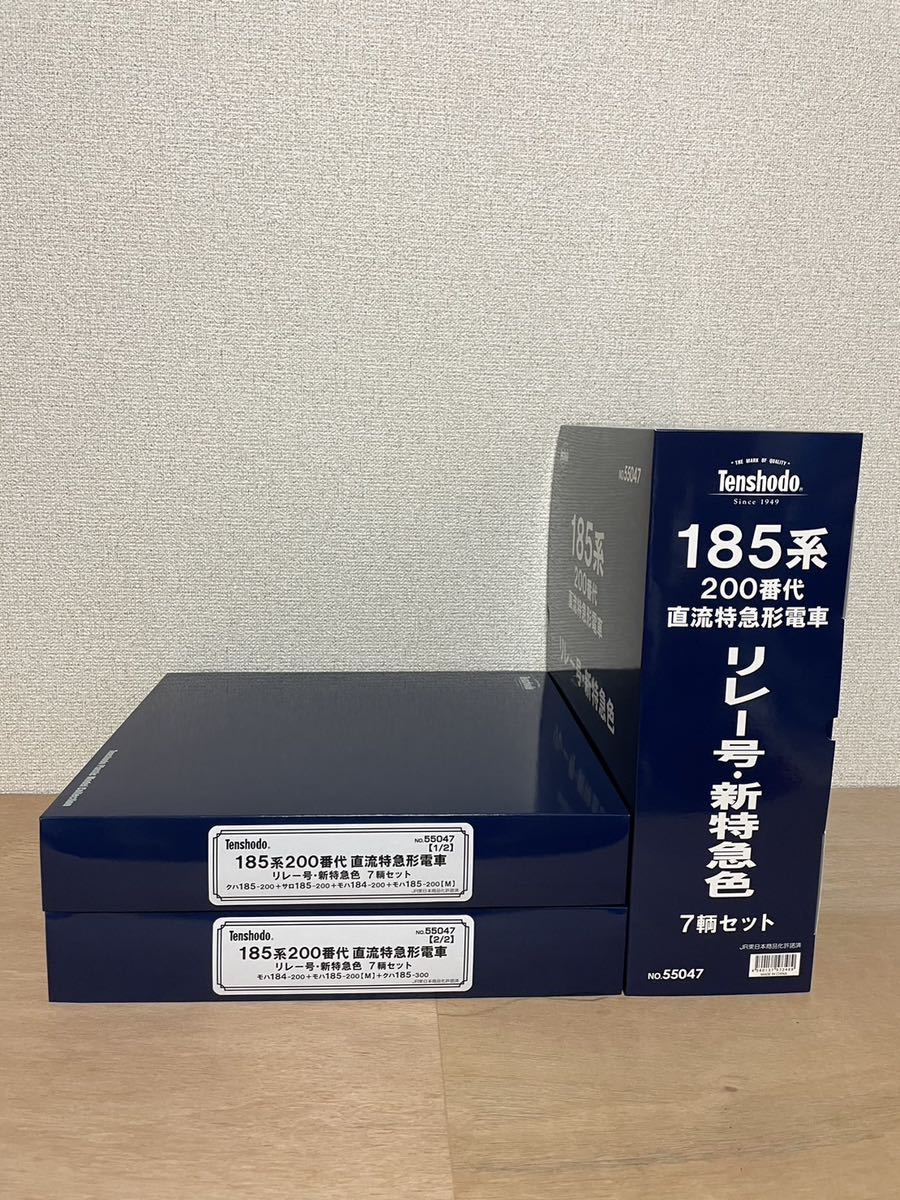 Tenshodo®
NO.55047
【1/2】
185系200番代 直流特急形電車
リレー号・新特急色 7輌セット
クハ185-200+サロ185-200+モハ184-200+モハ185-200[M]
JR東日本商品化許諾済
Tenshodo®
NO.55047
【2/2】
185系200番代 直流特急形電車
リレー号・新特急色 7輌セット
モハ184-200+モハ185-200[M]+クハ185-300
JR東日本商品化許諾済
NO.55047
185系
200番代
直流特急形電車
リレー号・新特急色
• THE MARK OF QUALITY •
Tenshodo®
Since 1949
185系
200番代
直流特急形電車
リレー号・新特急色
7輌セット
JR東日本商品化許諾済
NO.55047
MADE IN CHINA